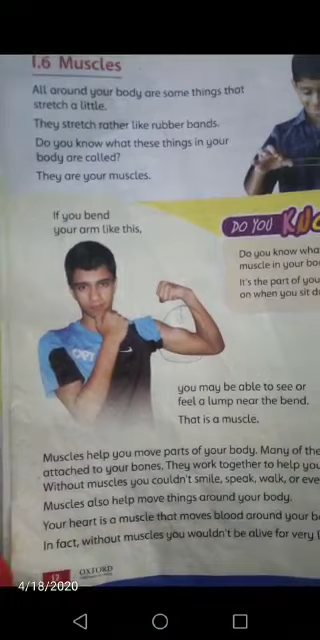 1.6 Muscles
All around your body are some things that
stretch a little.
They stretch rather like rubber bands.
Do you know what these things in your
body are called?
They are your muscles.
If you bend
your arm like this,
DO YOU
Do you know
muscle in your
It's the part of
on when you sit
you may be able to see or
feel a lump near the bend.
That is a muscle.
Muscles help you move parts of your body. Many of
attached to your bones. They work together to help
Without muscles you couldn't smile, speak, walk, or
Muscles also help move things around your body.
Your heart is a muscle that moves blood around your
In fact, without muscles you wouldn't be alive for very
12
OXFORD
4/18/2020